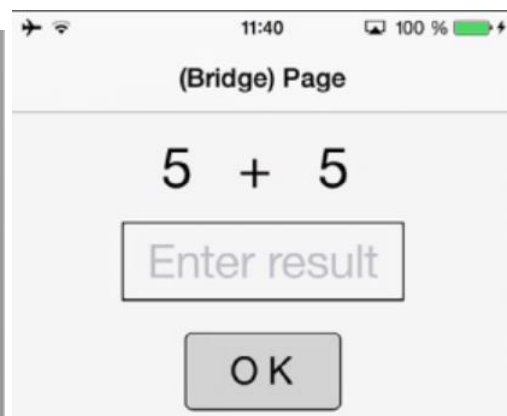 11:40 100 %
(Bridge) Page
5 + 5
Enter result
OK